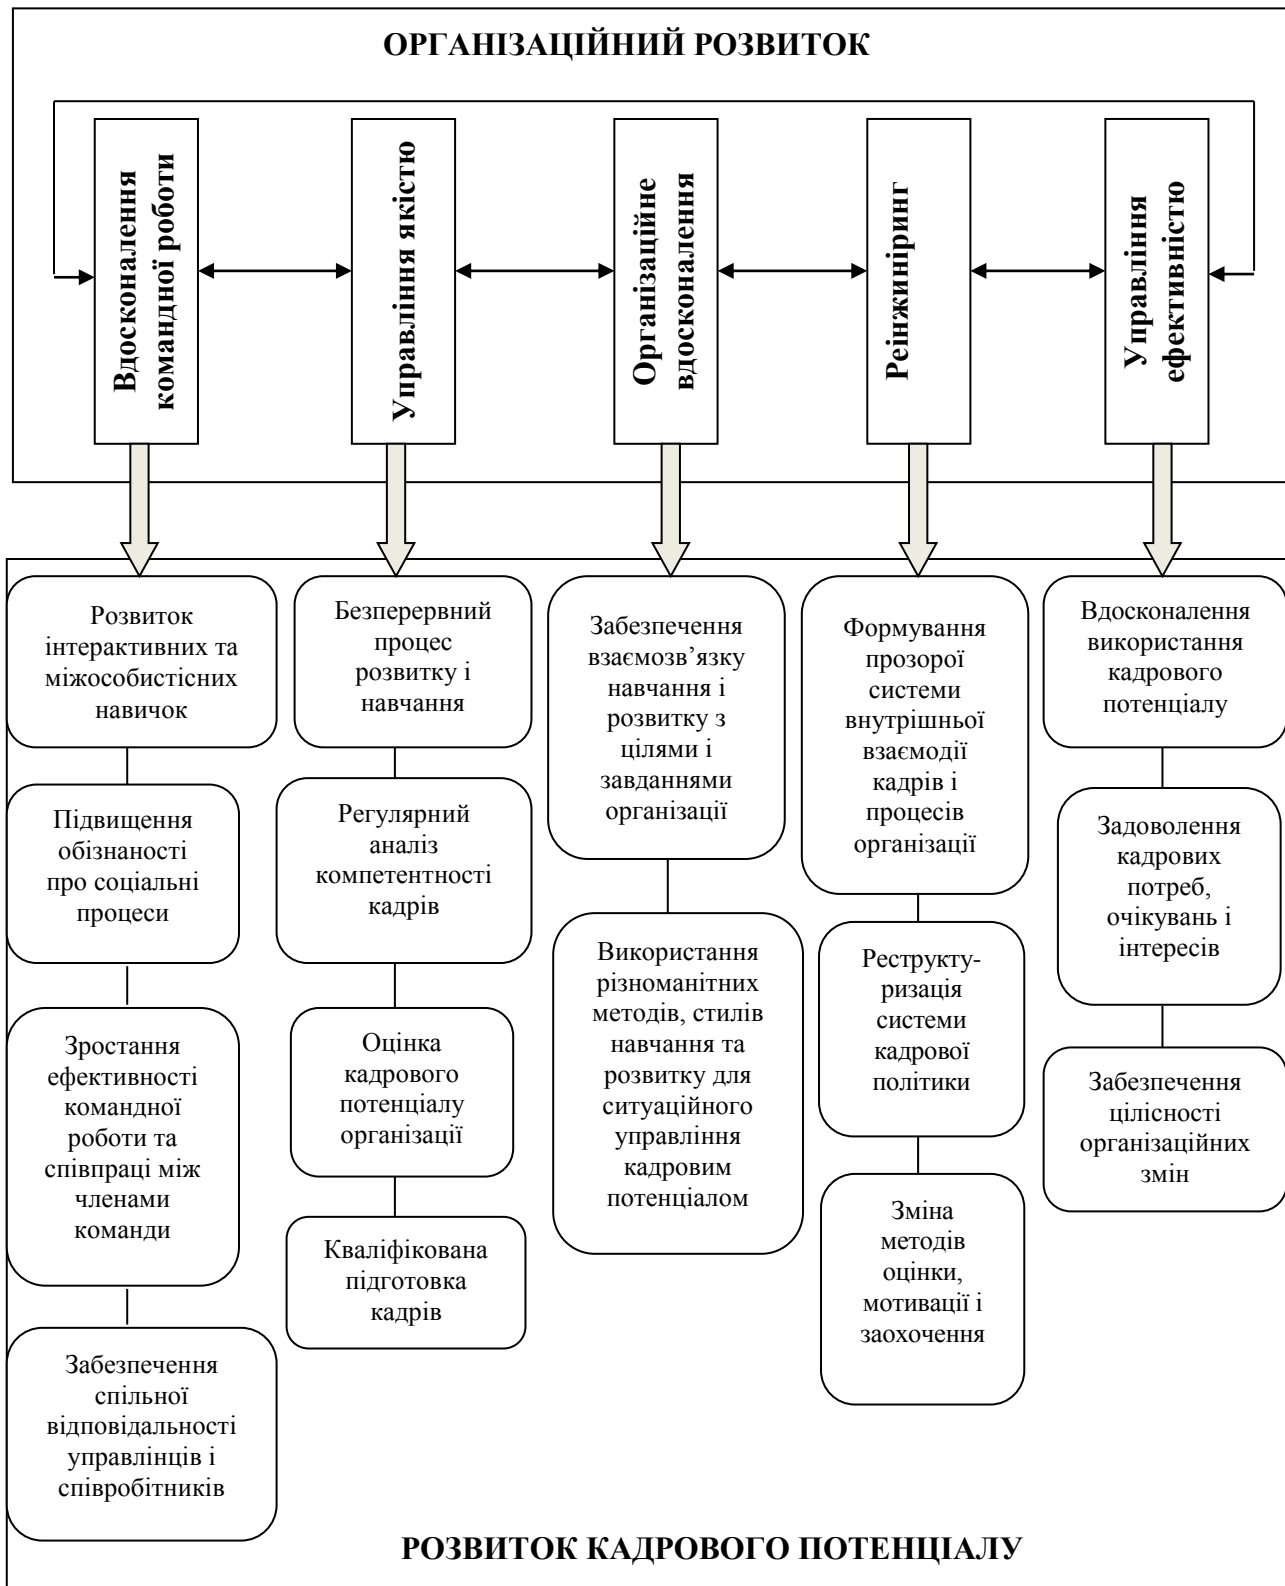 ОРГАНІЗАЦІЙНИЙ РОЗВИТОК
Вдосконалення
командної роботи
Управління якістю
Організаційне
вдосконалення
Реінжиніринг
Управління
ефективністю
Розвиток
інтерактивних та
міжособистісних
навичок
Підвищення
обізнаності
про соціальні
процеси
Зростання
ефективності
командної
роботи та
співпраці між
членами
команди
Забезпечення
спільної
відповідальності
управлінців і
співробітників
Безперервний
процес
розвитку і
навчання
Регулярний
аналіз
компетентності
кадрів
Оцінка
кадрового
потенціалу
організації
Кваліфікована
підготовка
кадрів
Забезпечення
взаємозв’язку
навчання і
розвитку з
цілями і
завданнями
організації
Використання
різноманітних
методів, стилів
навчання та
розвитку для
ситуаційного
управління
кадровим
потенціалом
Формування
прозорої
системи
внутрішньої
взаємодії
кадрів і
процесів
організації
Реструкту-
ризація
системи
кадрової
політики
Зміна
методів
оцінки,
мотивації і
заохочення
Вдосконалення
використання
кадрового
потенціалу
Задоволення
кадрових
потреб,
очікувань і
інтересів
Забезпечення
цілісності
організаційних
змін
РОЗВИТОК КАДРОВОГО ПОТЕНЦІАЛУ